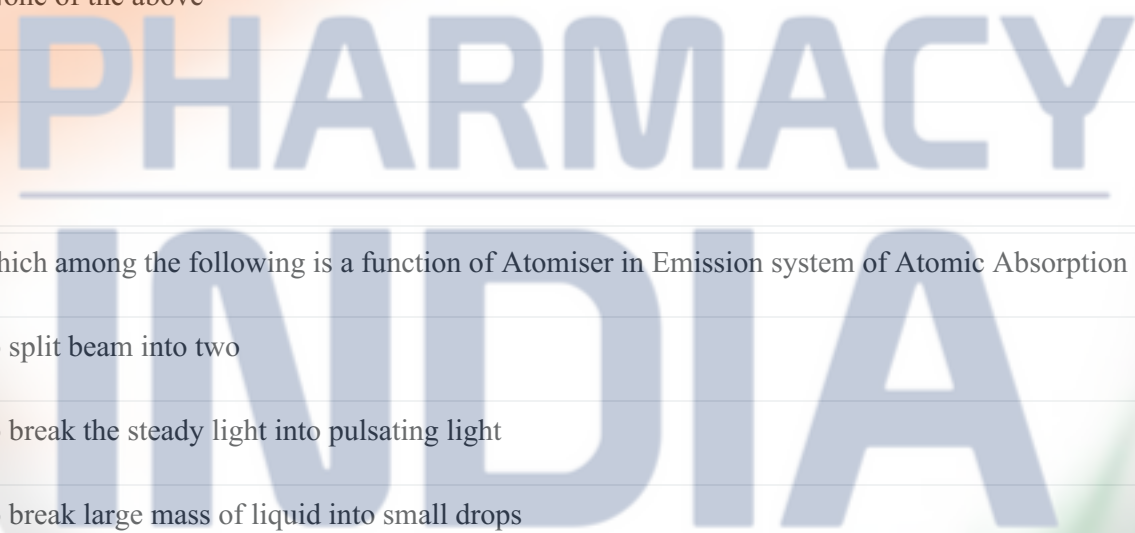 none of the above
PHARMACY
INDIA
hich among the following is a function of Atomiser in Emission system of Atomic Absorption
split beam into two
break the steady light into pulsating light
break large mass of liquid into small drops